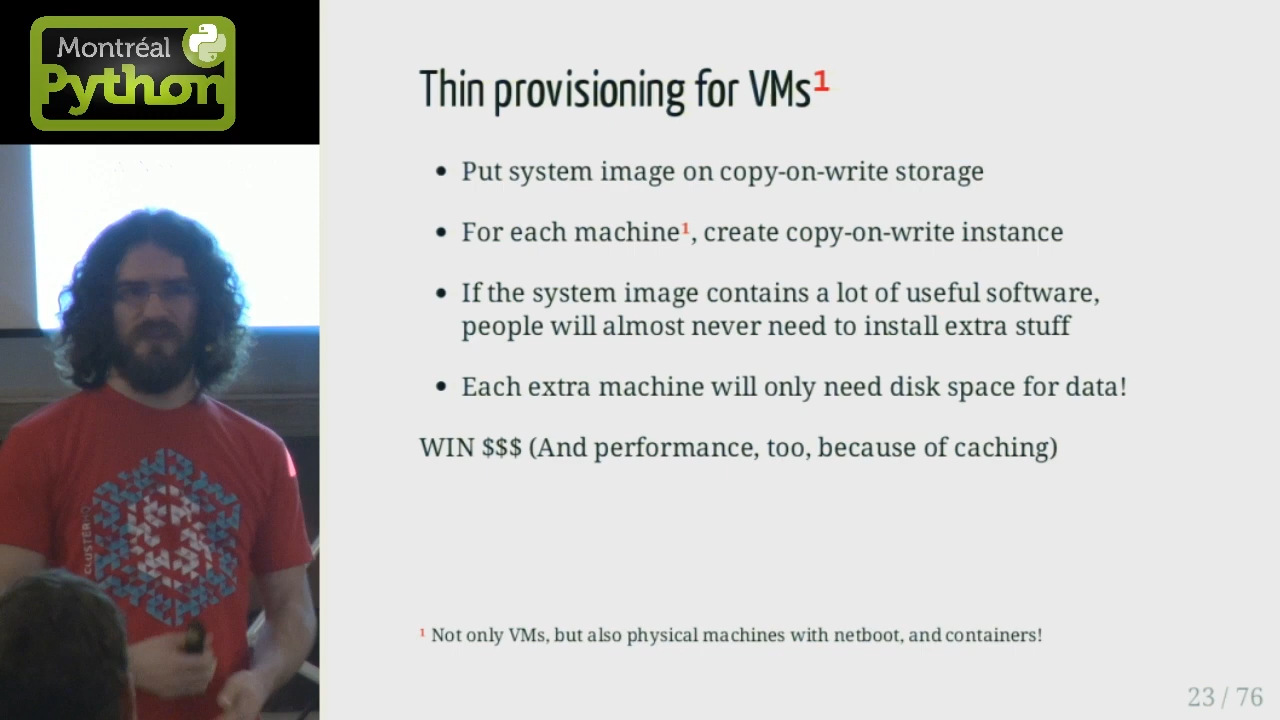 Montréal
Python
Thin provisioning for VMs¹
• Put system image on copy-on-write storage
• For each machine¹, create copy-on-write instance
• If the system image contains a lot of useful software,
people will almost never need to install extra stuff
• Each extra machine will only need disk space for data!
WIN $$$ (And performance, too, because of caching)
CLUSTERHQ
¹ Not only VMs, but also physical machines with netboot, and containers!
23 / 76